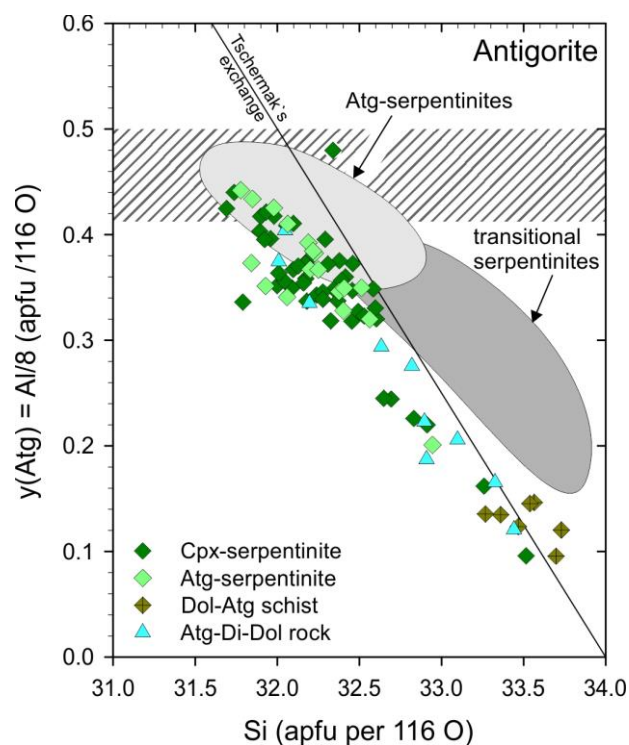 Antigorite
Tschermak`s
exchange
Atg-serpentinites
transitional
serpentinites
y(Atg) = Al/8 (apfu /116 O)
0.6
0.5
0.4
0.3
0.2
0.1
0.0
Cpx-serpentinite
Atg-serpentinite
Dol-Atg schist
Atg-Di-Dol rock
31.0 31.5 32.0 32.5 33.0 33.5 34.0
Si (apfu per 116 O)